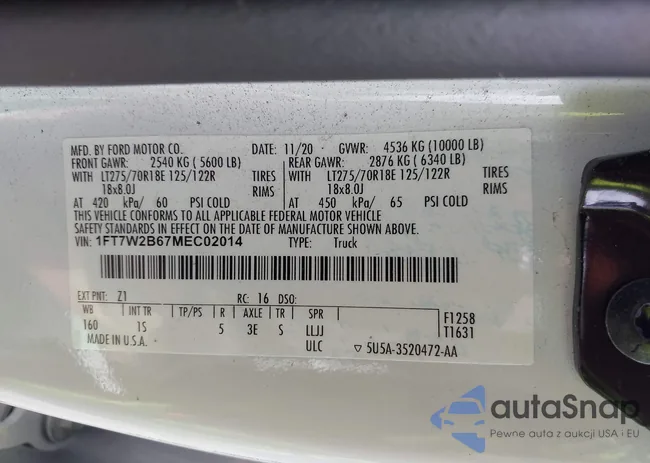 MFD. BY FORD MOTOR CO. DATE: 11/20 GVWR: 4536 KG (10000 LB)
FRONT GAWR: 2540 KG (5600 LB) REAR GAWR: 2876 KG (6340 LB)
WITH LT275/70R18E 125/122R TIRES WITH LT275/70R18E 125/122R TIRES
18x8.0J RIMS 18x8.0J RIMS
AT 420 kPa/ 60 PSI COLD AT 450 kPa/ 65 PSI COLD
THIS VEHICLE CONFORMS TO ALL APPLICABLE FEDERAL MOTOR VEHICLE
SAFETY STANDARDS IN EFFECT ON THE DATE OF MANUFACTURE SHOWN ABOVE.
VIN: 1FT7W2B67MEC02014 TYPE: Truck
EXT PNT: Z1 RC: 16 DSO:
WB INT TR TP/PS R AXLE TR SPR F1258
160 1S 5 3E S LLJJ T1631
MADE IN U.S.A. ULC ▽ 5U5A-3520472-AA
autaSnap
Pewne auta z aukcji USA i EU